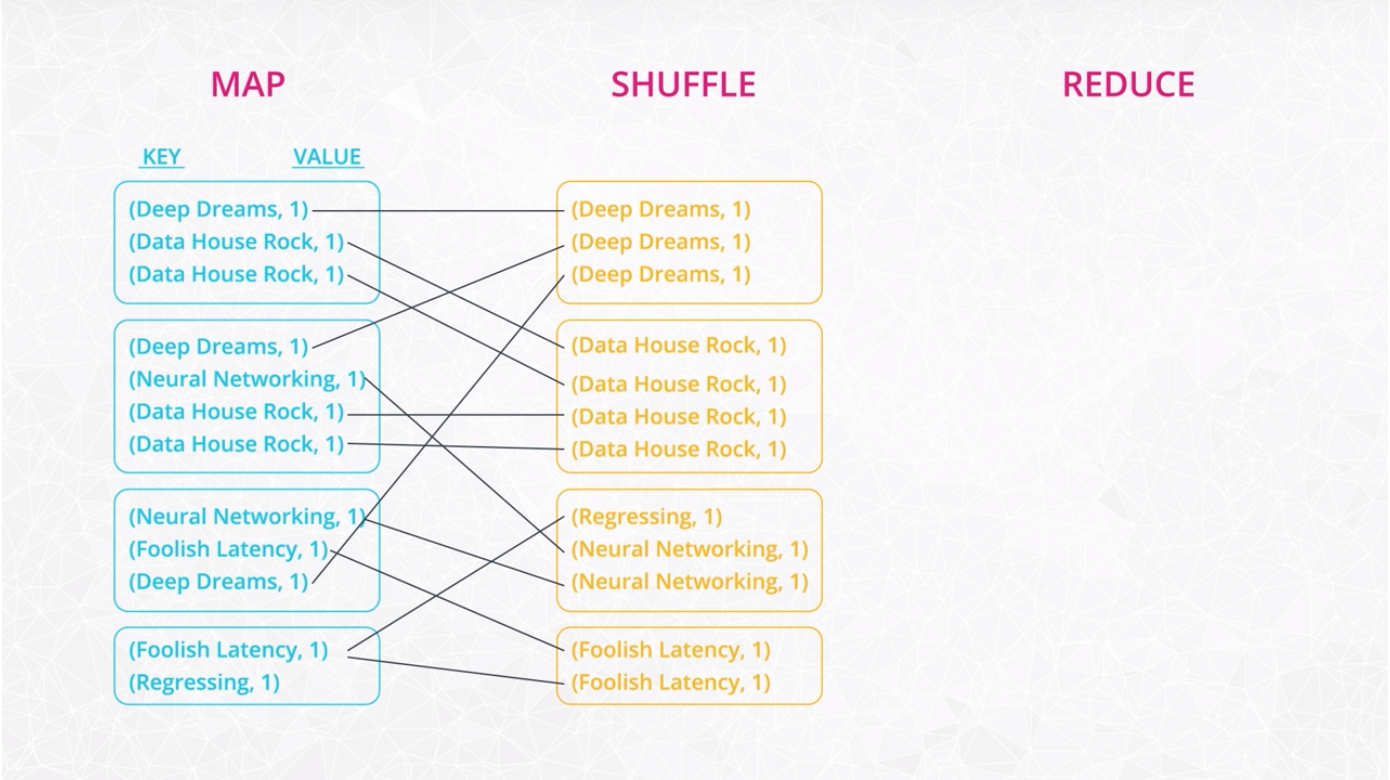 MAP
SHUFFLE
REDUCE
KEY
VALUE
(Deep Dreams, 1)
(Data House Rock, 1)
(Data House Rock, 1)
(Deep Dreams, 1)
(Neural Networking, 1)
(Data House Rock, 1)
(Data House Rock, 1)
(Neural Networking, 1)
(Foolish Latency, 1)
(Deep Dreams, 1)
(Foolish Latency, 1)
(Regressing, 1)
(Deep Dreams, 1)
(Deep Dreams, 1)
(Deep Dreams, 1)
(Data House Rock, 1)
(Data House Rock, 1)
(Data House Rock, 1)
(Data House Rock, 1)
(Regressing, 1)
(Neural Networking, 1)
(Neural Networking, 1)
(Foolish Latency, 1)
(Foolish Latency, 1)